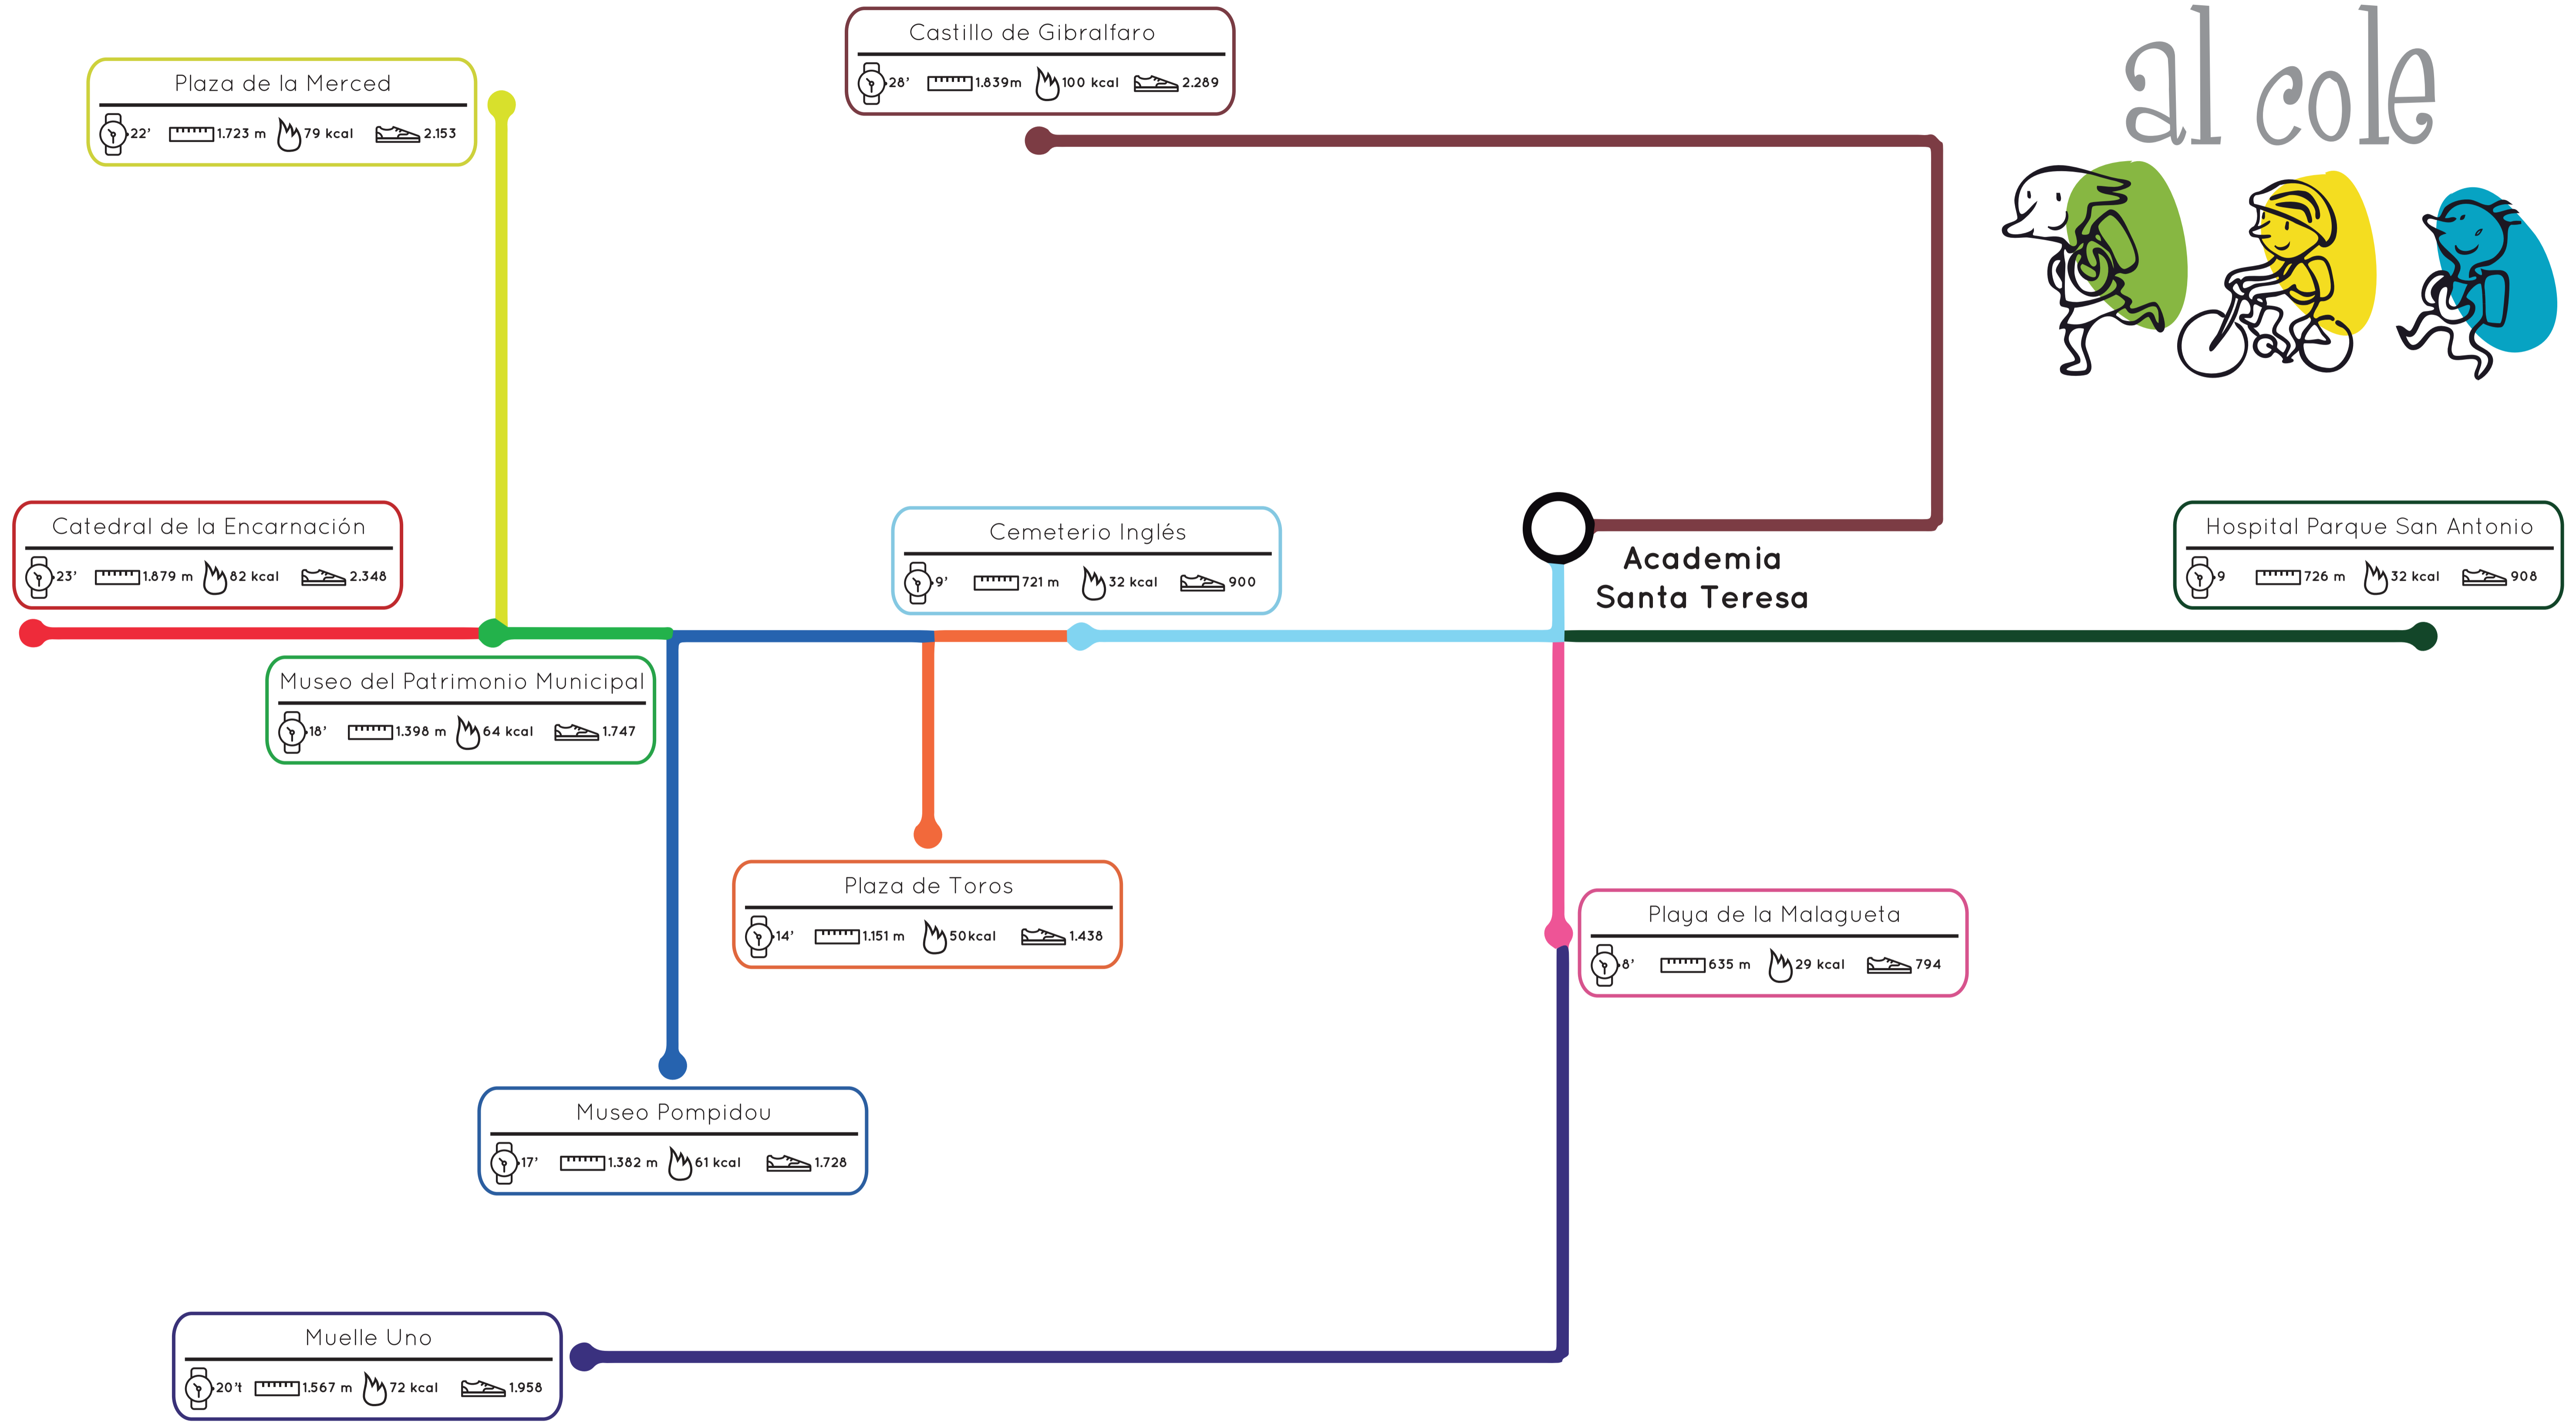 al cole
Castillo de Gibralfaro
28' 1.839m 100 kcal 2.289
Plaza de la Merced
22' 1.723 m 79 kcal 2.153
Catedral de la Encarnación
23' 1.879 m 82 kcal 2.348
Cemeterio Inglés
9' 721 m 32 kcal 900
Academia
Santa Teresa
Hospital Parque San Antonio
9 726 m 32 kcal 908
Museo del Patrimonio Municipal
18' 1.398 m 64 kcal 1.747
Plaza de Toros
14' 1.151 m 50kcal 1.438
Playa de la Malagueta
8' 635 m 29 kcal 794
Museo Pompidou
17' 1.382 m 61 kcal 1.728
Muelle Uno
20't 1.567 m 72 kcal 1.958